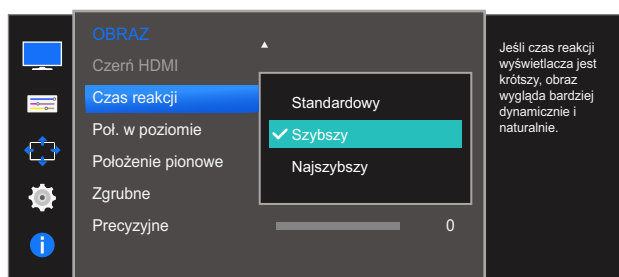 OBRAZ
Czerń HDMI
Czas reakcji
Poł. w poziomie
Położenie pionowe
Zgrubne
Precyzyjne
0
Standardowy
Szybszy
Najszybszy
Jeśli czas reakcji
wyświetlacza jest
krótszy, obraz
wygląda bardziej
dynamicznie i
naturalnie.